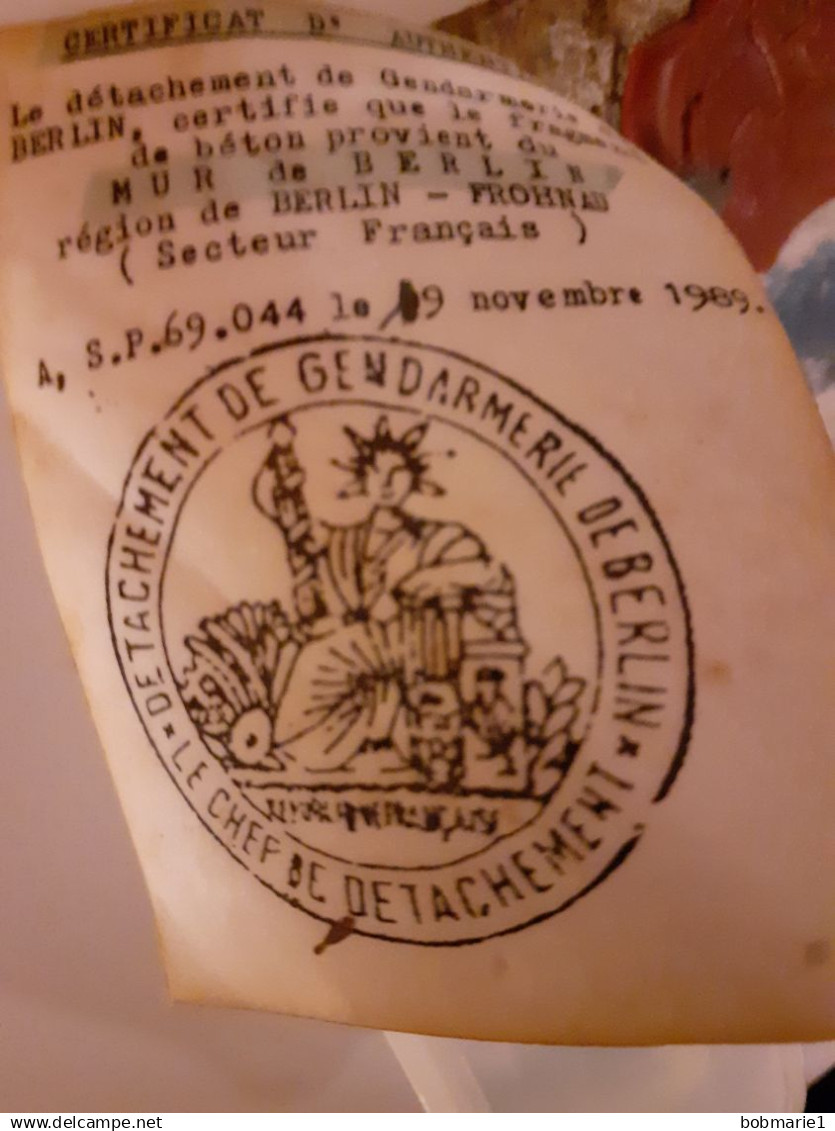 CERTIFICAT D'
Le détachement de Gendarmerie
BERLIN, certifie que le
de béton provient du
MUR de BERLIN
région de BERLIN - FROHNAU
( Secteur Français )
A, S.P.69.044 le 9 novembre 1989.
DETACHEMENT DE GENDARMERIE DE BERLIN
* LE CHEF DE DETACHEMENT *
delcampe.net
bobmarie1